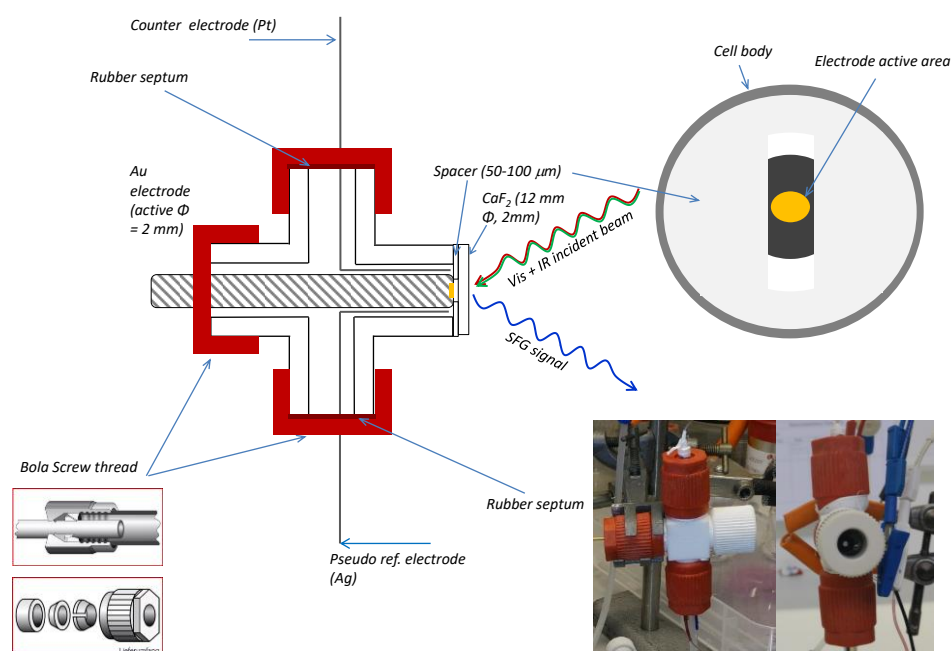 Counter electrode (Pt)
Rubber septum
Au
electrode
(active Φ
= 2 mm)
Spacer (50-100 μm)
CaF2 (12 mm
Φ, 2mm)
Vis + IR incident beam
SFG signal
Cell body
Electrode active area
Bola Screw thread
Rubber septum
Pseudo ref. electrode
(Ag)